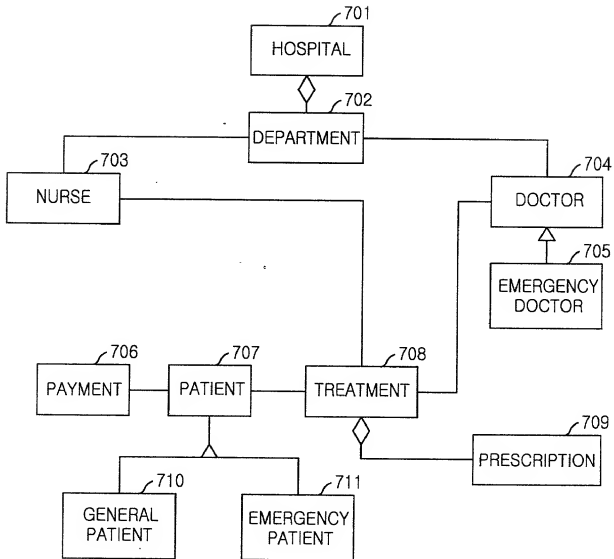 701
HOSPITAL
702
DEPARTMENT
703
NURSE
704
DOCTOR
705
EMERGENCY
DOCTOR
706
PAYMENT
707
PATIENT
708
TREATMENT
709
PRESCRIPTION
710
GENERAL
PATIENT
711
EMERGENCY
PATIENT